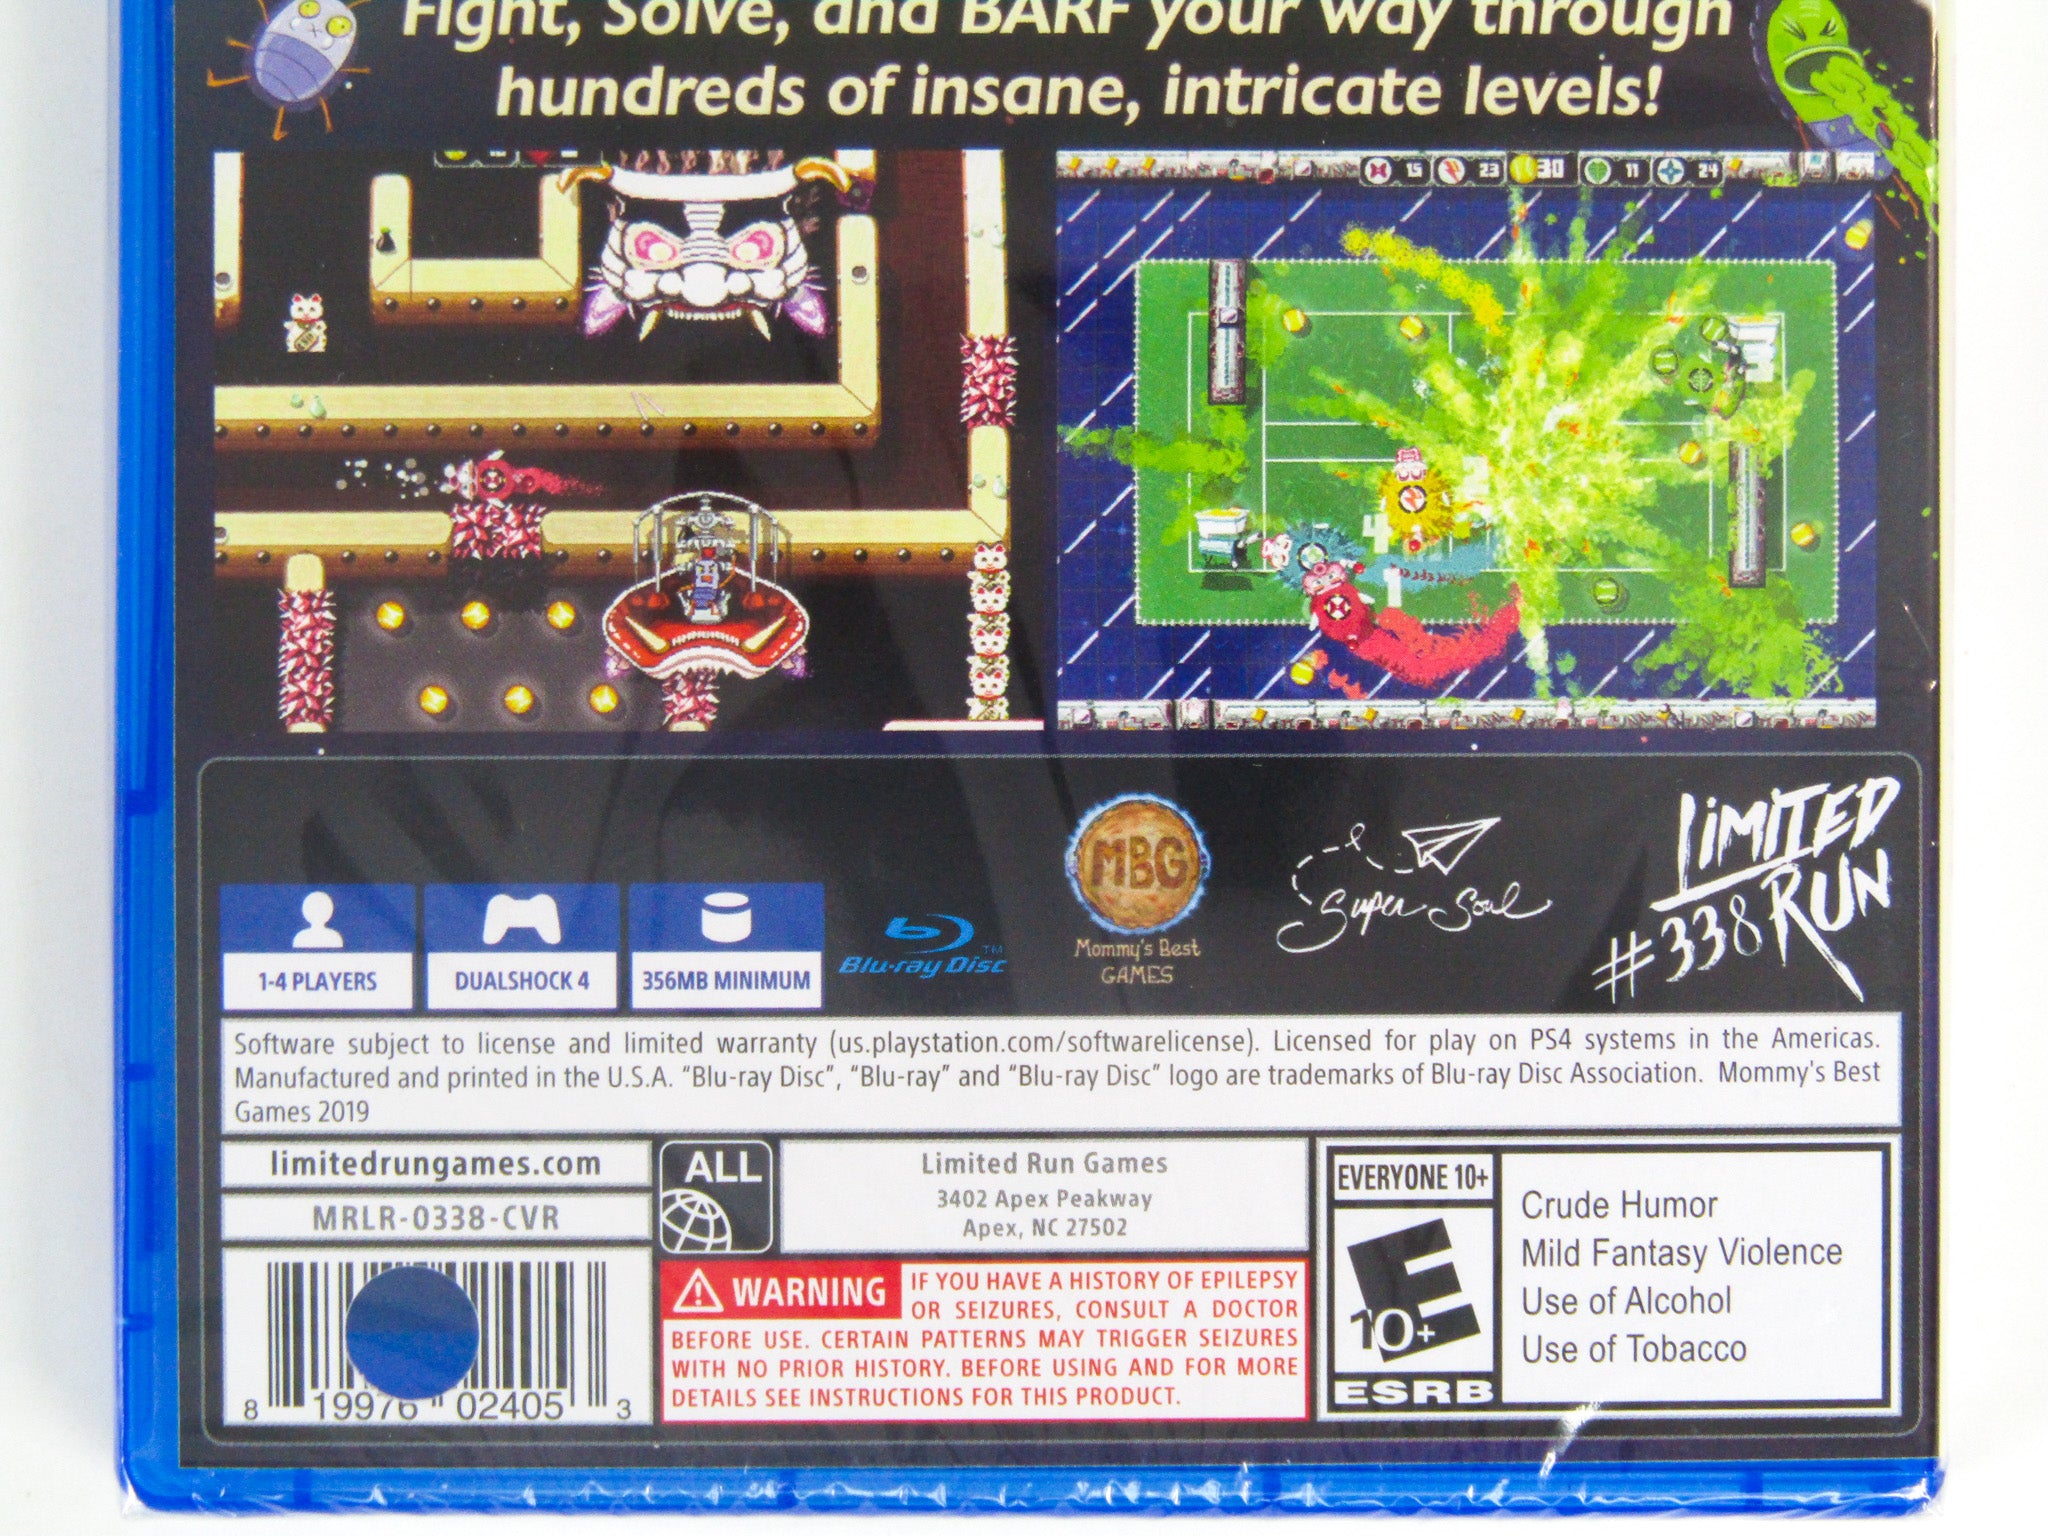 Fight, Solve, and BARF your way through
hundreds of insane, intricate levels!
15 23 30 11 24
3
4
1
MBG
Mommy's Best
GAMES
Super Soul
LiMiTED
RUN
#338
1-4 PLAYERS
DUALSHOCK 4
356MB MINIMUM
Blu-ray Disc™
Software subject to license and limited warranty (us.playstation.com/softwarelicense). Licensed for play on PS4 systems in the Americas.
Manufactured and printed in the U.S.A. “Blu-ray Disc”, “Blu-ray” and “Blu-ray Disc” logo are trademarks of Blu-ray Disc Association. Mommy's Best
Games 2019
limitedrungames.com
MRLR-0338-CVR
8 19976 02405 3
ALL
Limited Run Games
3402 Apex Peakway
Apex, NC 27502
WARNING IF YOU HAVE A HISTORY OF EPILEPSY
OR SEIZURES, CONSULT A DOCTOR
BEFORE USE. CERTAIN PATTERNS MAY TRIGGER SEIZURES
WITH NO PRIOR HISTORY. BEFORE USING AND FOR MORE
DETAILS SEE INSTRUCTIONS FOR THIS PRODUCT.
EVERYONE 10+
E
10+
ESRB
Crude Humor
Mild Fantasy Violence
Use of Alcohol
Use of Tobacco